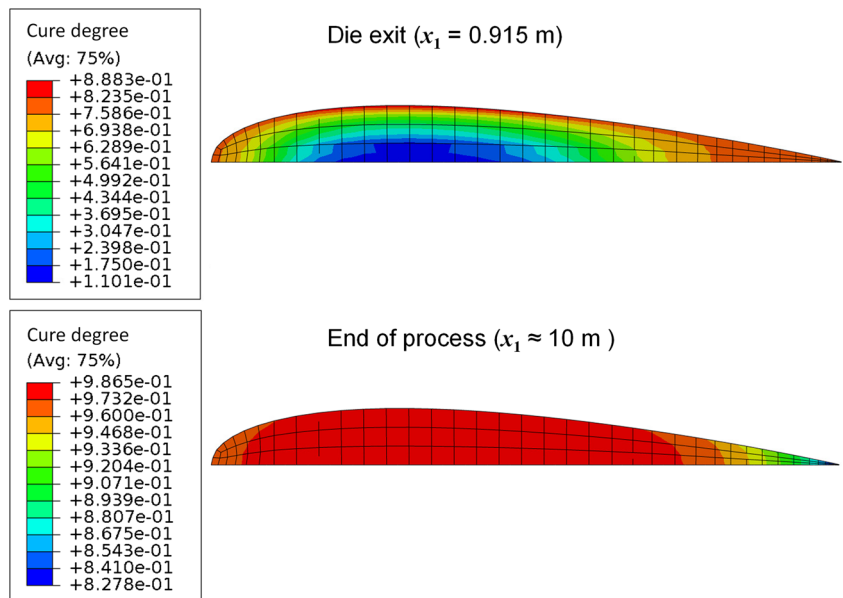 Cure degree
(Avg: 75%)
+8.883e-01
+8.235e-01
+7.586e-01
+6.938e-01
+6.289e-01
+5.641e-01
+4.992e-01
+4.344e-01
+3.695e-01
+3.047e-01
+2.398e-01
+1.750e-01
+1.101e-01
Die exit (x₁ = 0.915 m)
Cure degree
(Avg: 75%)
+9.865e-01
+9.732e-01
+9.600e-01
+9.468e-01
+9.336e-01
+9.204e-01
+9.071e-01
+8.939e-01
+8.807e-01
+8.675e-01
+8.543e-01
+8.410e-01
+8.278e-01
End of process (x₁ ≈ 10 m )